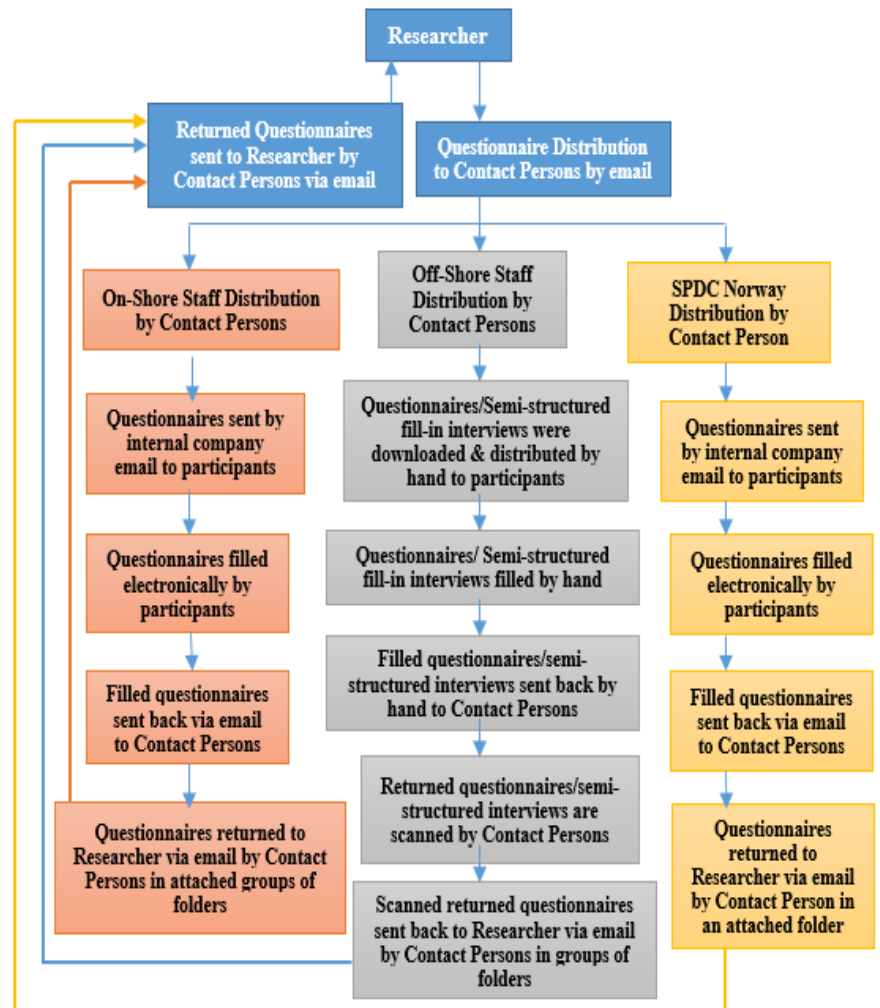 Researcher
Returned Questionnaires
sent to Researcher by
Contact Persons via email
Questionnaire Distribution
to Contact Persons by email
On-Shore Staff Distribution
by Contact Persons
Questionnaires sent by
internal company
email to participants
Questionnaires filled
electronically by
participants
Filled questionnaires
sent back via email
to Contact Persons
Questionnaires returned to
Researcher via email by Contact
Persons in attached groups of
folders
Off-Shore Staff
Distribution by
Contact Persons
Questionnaires/Semi-structured
fill-in interviews were
downloaded & distributed by
hand to participants
Questionnaires/ Semi-structured
fill-in interviews filled by hand
Filled questionnaires/semi-
structured interviews sent back by
hand to Contact Persons
Returned questionnaires/semi-
structured interviews are
scanned by Contact Persons
Scanned returned questionnaires
sent back to Researcher via email
by Contact Persons in groups of
folders
SPDC Norway
Distribution by
Contact Person
Questionnaires sent
by internal company
email to participants
Questionnaires filled
electronically by
participants
Filled questionnaires
sent back via email
to Contact Persons
Questionnaires
returned to
Researcher via email
by Contact Person in
an attached folder